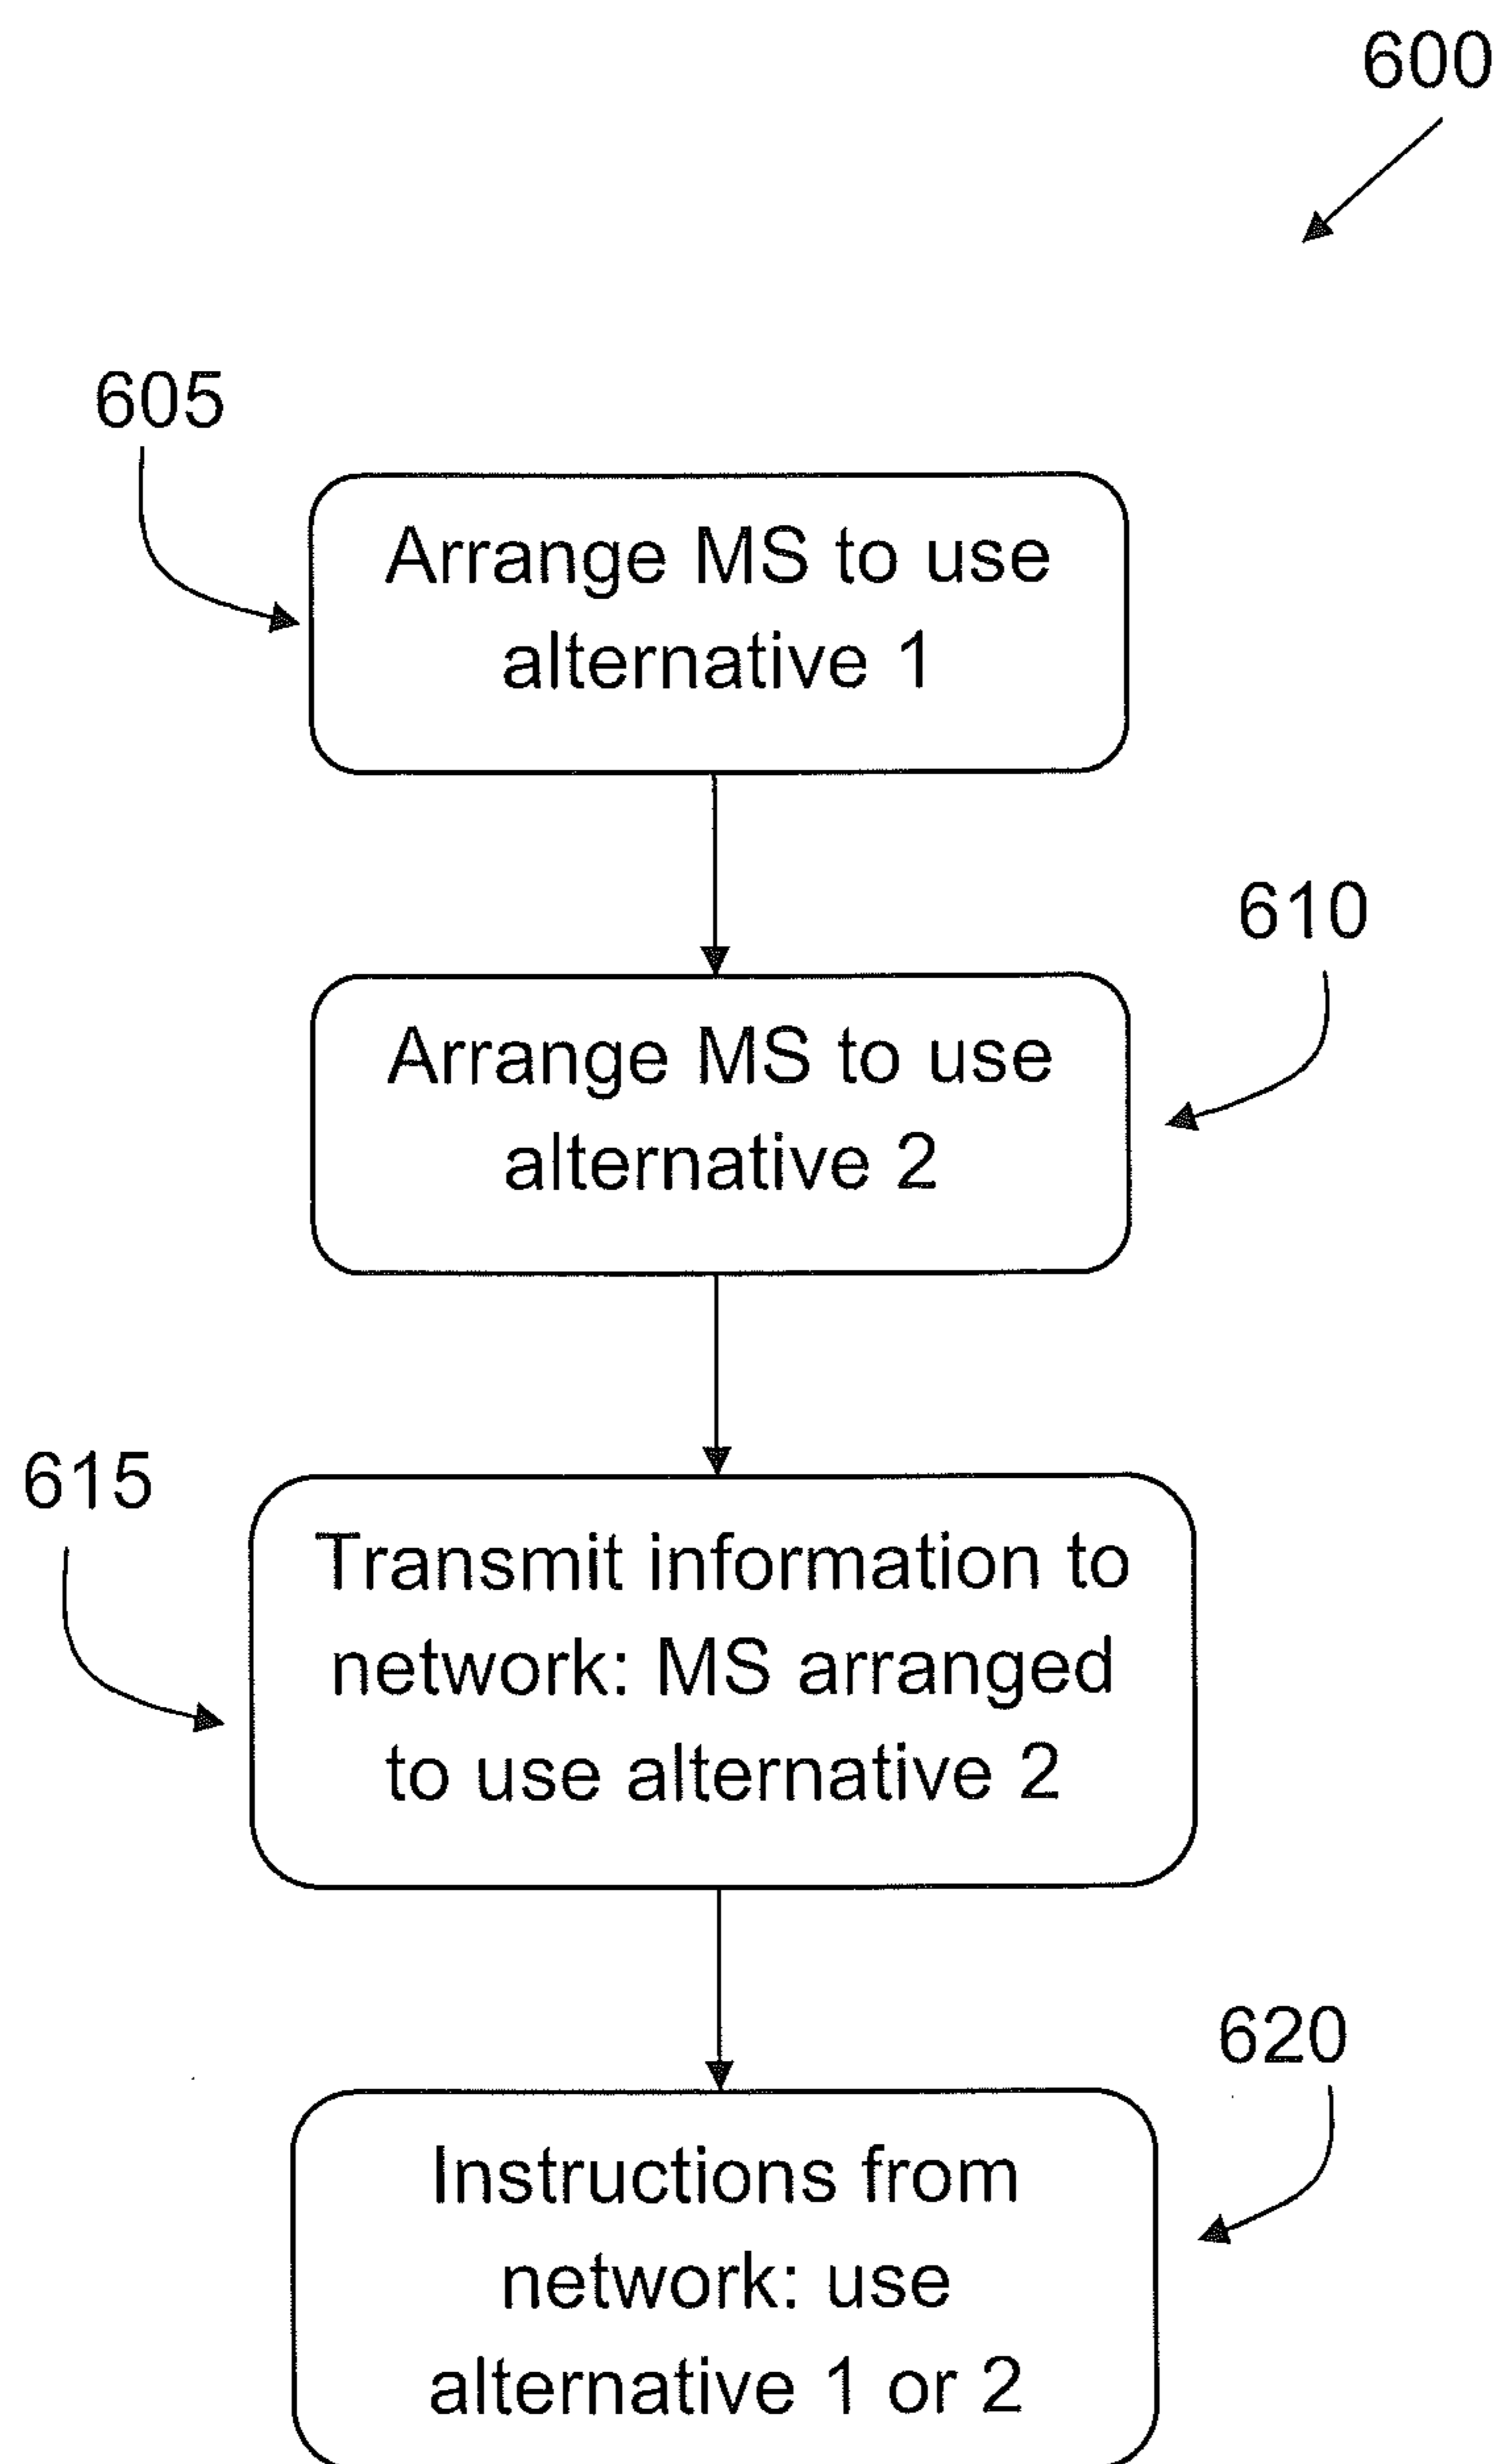 600
605
Arrange MS to use
alternative 1
610
Arrange MS to use
alternative 2
615
Transmit information to
network: MS arranged
to use alternative 2
620
Instructions from
network: use
alternative 1 or 2